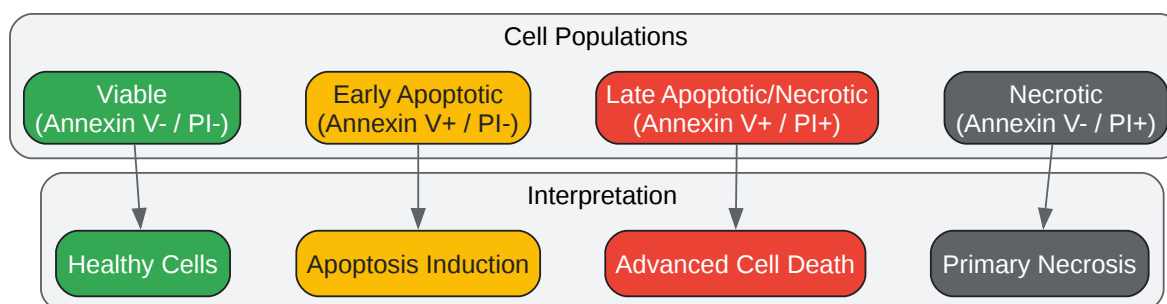 Cell Populations
Viable
(Annexin V- / PI-)
Early Apoptotic
(Annexin V+ / PI-)
Late Apoptotic/Necrotic
(Annexin V+ / PI+)
Necrotic
(Annexin V- / PI+)
Interpretation
Healthy Cells
Apoptosis Induction
Advanced Cell Death
Primary Necrosis